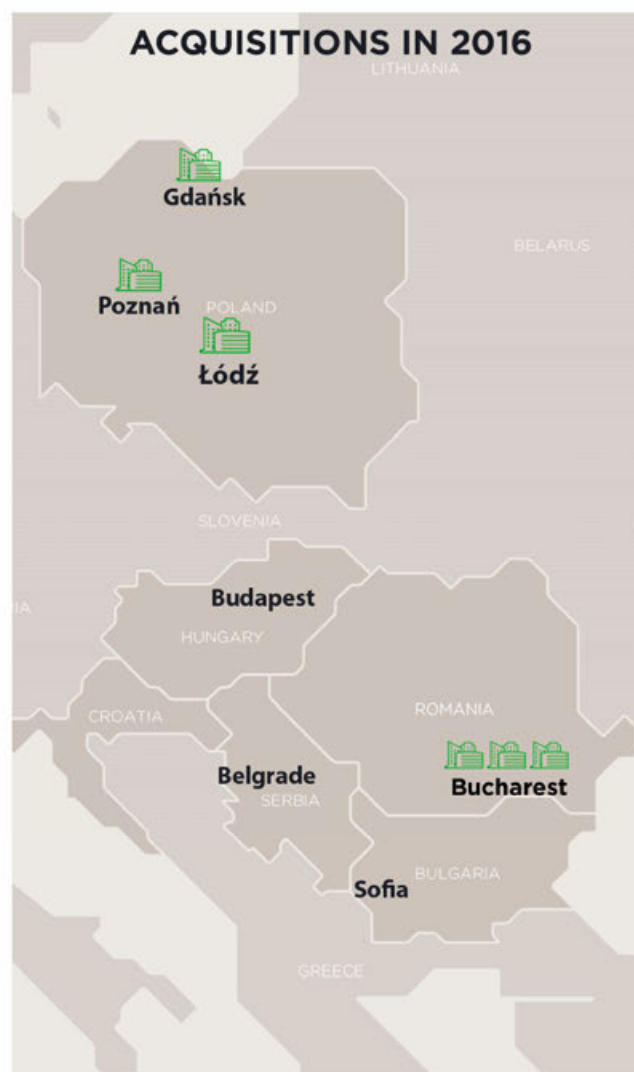 ACQUISITIONS IN 2016
LITHUANIA
Gdańsk
BELARUS
Poznań
POLAND
Łódź
SLOVENIA
Budapest
IA
HUNGARY
ROMANIA
CROATIA
Belgrade
Bucharest
SERBIA
BULGARIA
Sofia
GREECE